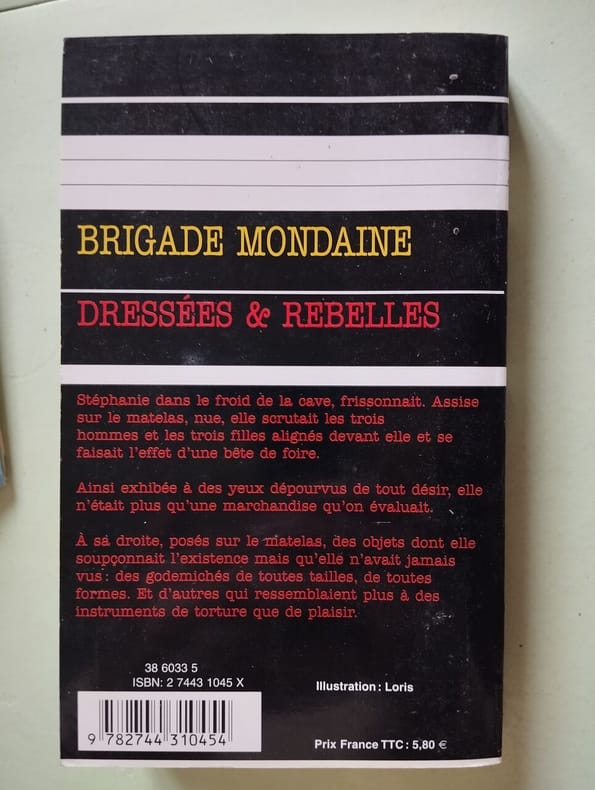 BRIGADE MONDAINE
DRESSÉES & REBELLES
Stéphanie dans le froid de la cave, frissonnait. Assise
sur le matelas, nue, elle scrutait les trois
hommes et les trois filles alignés devant elle et se
faisait l'effet d'une bête de foire.
Ainsi exhibée à des yeux dépourvus de tout désir, elle
n'était plus qu'une marchandise qu'on évaluait.
À sa droite, posés sur le matelas, des objets dont elle
soupçonnait l'existence mais qu'elle n'avait jamais
vus : des godemichés de toutes tailles, de toutes
formes. Et d'autres qui ressemblaient plus à des
instruments de torture que de plaisir.
38 6033 5
ISBN: 2 7443 1045 X
Illustration : Loris
9 782744 310454
Prix France TTC : 5,80 €